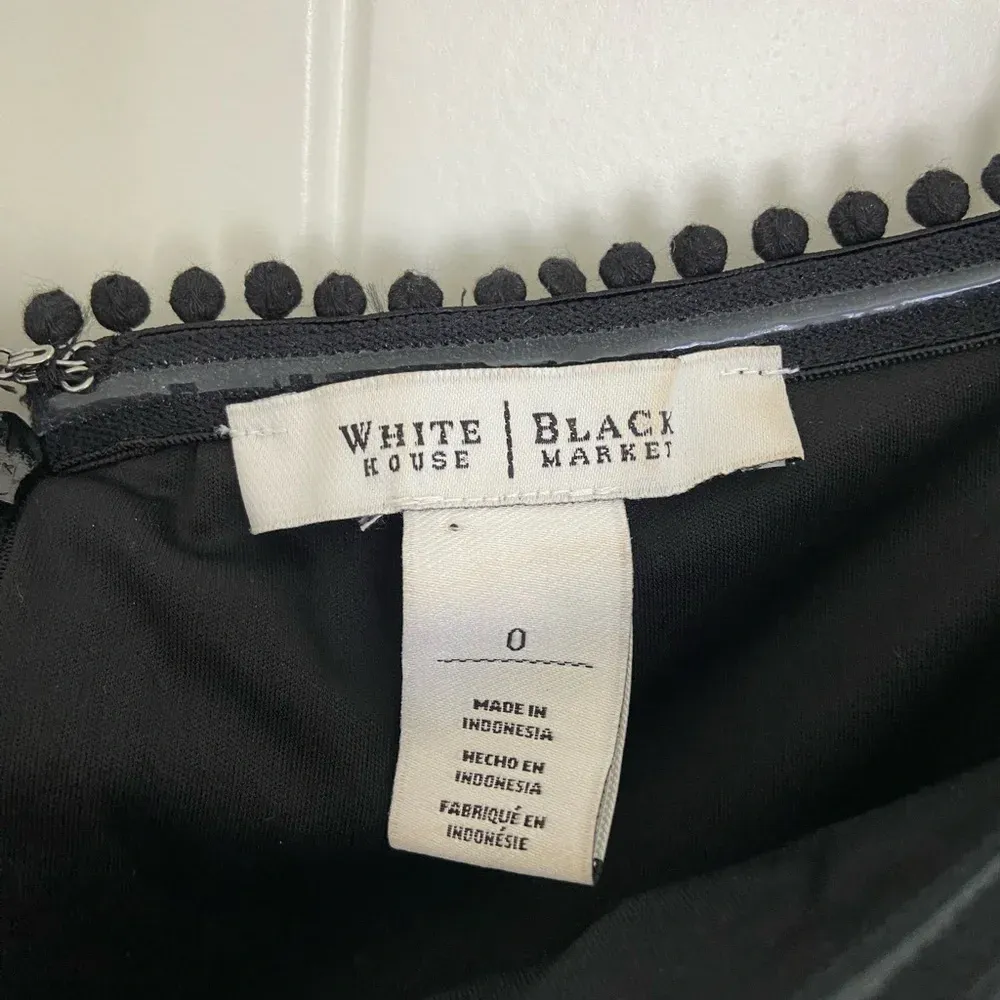 WHITE | BLACK
HOUSE | MARKET
0
MADE IN
INDONESIA
HECHO EN
INDONESIA
FABRIQUÉ EN
INDONÉSIE